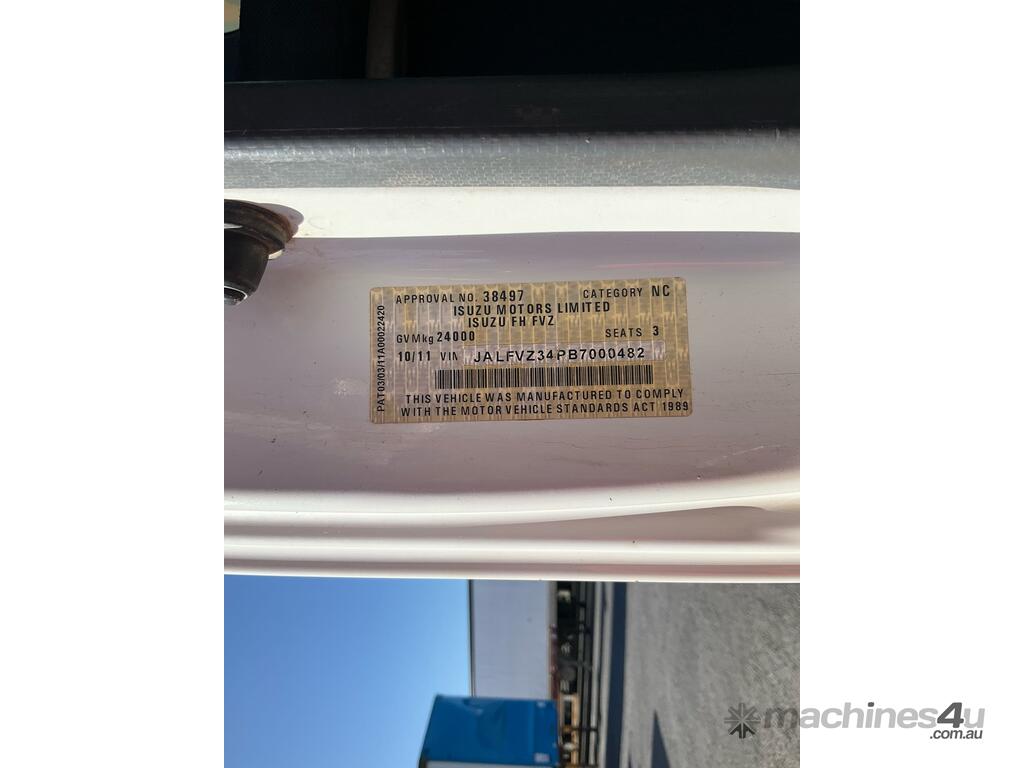 APPROVAL NO. 38497 CATEGORY NC
ISUZU MOTORS LIMITED
ISUZU FH FVZ
GVMkg 24000 SEATS 3
10/11 VIN JALFVZ34PB7000482
THIS VEHICLE WAS MANUFACTURED TO COMPLY
WITH THE MOTOR VEHICLE STANDARDS ACT 1989
PAT03/03/11A00022420
machines4u
.com.au